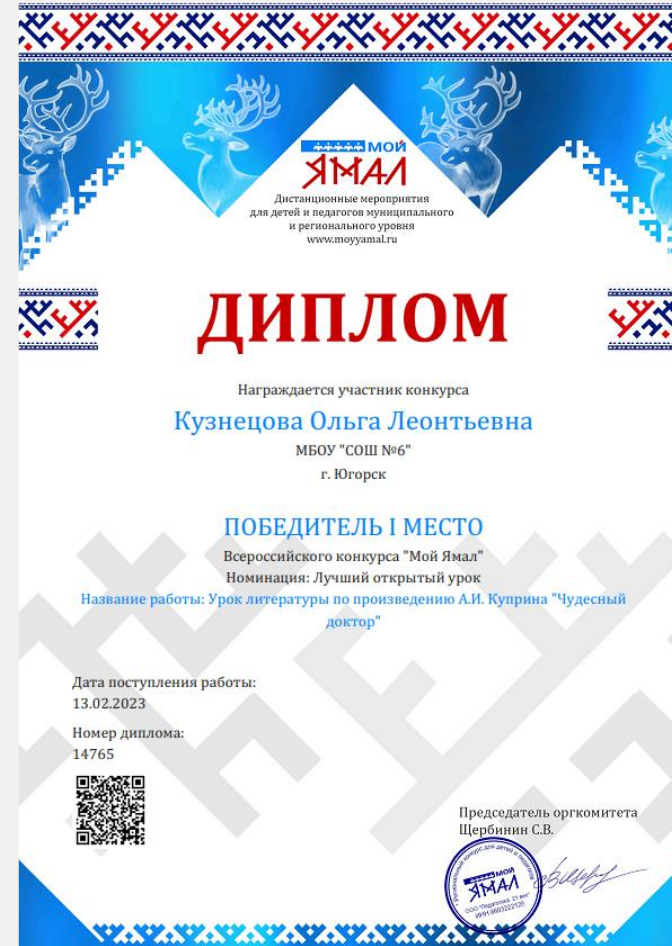 МОЙ
ЯМАЛ
Дистанционные мероприятия
для детей и педагогов муниципального
и регионального уровня
www.moyyamal.ru
ДИПЛОМ
Награждается участник конкурса
Кузнецова Ольга Леонтьевна
МБОУ "СОШ №6"
г. Югорск
ПОБЕДИТЕЛЬ I МЕСТО
Всероссийского конкурса "Мой Ямал"
Номинация: Лучший открытый урок
Название работы: Урок литературы по произведению А.И. Куприна "Чудесный
доктор"
Дата поступления работы:
13.02.2023
Номер диплома:
14765
Председатель оргкомитета
Щербинин С.В.
МОЙ
ЯМАЛ